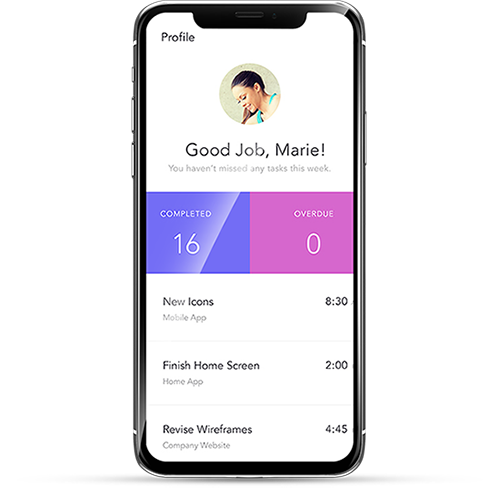 Profile
Good Job, Marie!
You haven't missed any tasks this week.
COMPLETED
OVERDUE
16
0
New Icons
8:30
Mobile App
Finish Home Screen
2:00
Home App
Revise Wireframes
4:45
Company Website